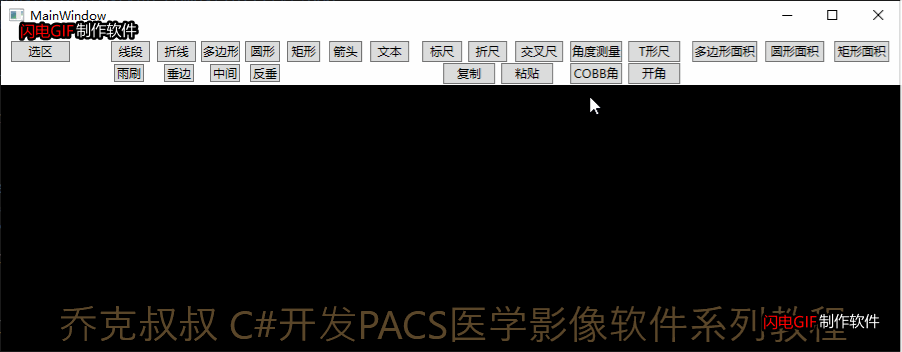 MainWindow
闪电GIF制作软件
选区 线段 折线 多边形 圆形 矩形 箭头 文本 标尺 折尺 交叉尺 角度测量 T形尺 多边形面积 圆形面积 矩形面积
雨刷 垂边 中间 反垂 复制 粘贴 COBB角 开角
乔克叔叔 C#开发PACS医学影像软件系列教程
闪电GIF制作软件